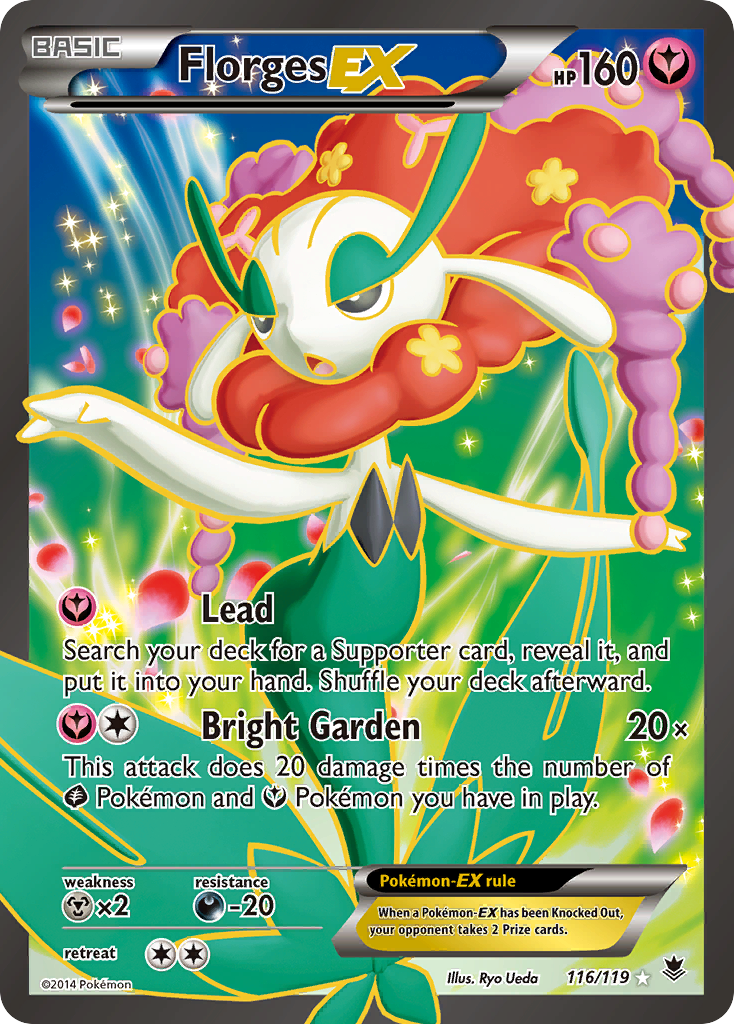 BASIC
Florges EX
HP160
Lead
Search your deck for a Supporter card, reveal it, and
put it into your hand. Shuffle your deck afterward.
Bright Garden 20×
This attack does 20 damage times the number of
Pokémon and Pokémon you have in play.
weakness resistance
×2 -20
Pokémon-EX rule
When a Pokémon-EX has been Knocked Out,
your opponent takes 2 Prize cards.
retreat
©2014 Pokémon
Illus. Ryo Ueda 116/119